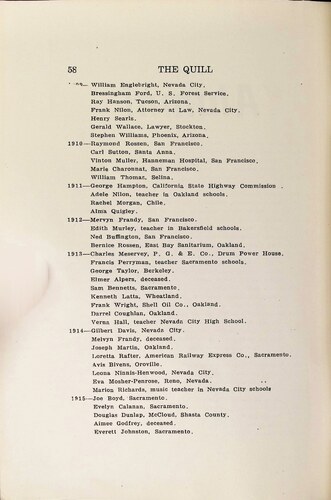 58 THE QUILL
— William Englebright, Nevada City.
Bressingham Ford, U. S. Forest Service.
Ray Hanson, Tucson, Arizona.
Frank Nilon, Attorney at Law, Nevada City.
Henry Searls.
Gerald Wallace, Lawyer, Stockton.
Stephen Williams, Phoenix, Arizona.
1910—Raymond Rossen, San Francisco.
Carl Sutton, Santa Anna.
Vinton Muller, Hanneman Hospital, San Francisco.
Marie Charonnat, San Francisco.
William Thomas, Selina.
1911—George Hampton, California State Highway Commission.
Adele Nilon, teacher in Oakland schools.
Rachel Morgan, Chile.
Alma Quigley.
1912—Mervyn Frandy, San Francisco.
Edith Murley, teacher in Bakersfield schools.
Ned Buffington, San Francisco.
Bernice Rossen, East Bay Sanitarium, Oakland.
1913—Charles Meservey, P. G. & E. Co., Drum Power House.
Francis Perryman, teacher Sacramento schools.
George Taylor, Berkeley.
Elmer Alpers, deceased.
Sam Bennetts, Sacramento.
Kenneth Latta, Wheatland.
Frank Wright, Shell Oil Co., Oakland.
Darrel Coughlan, Oakland.
Verna Hall, teacher Nevada City High School.
1914—Gilbert Davis, Nevada City.
Melvyn Frandy, deceased.
Joseph Martin, Oakland.
Loretta Rafter, American Railway Express Co., Sacramento.
Avis Bivens, Oroville.
Leona Ninnis-Henwood, Nevada City.
Eva Mosher-Penrose, Reno, Nevada.
Marion Richards, music teacher in Nevada City schools
1915—Joe Boyd, Sacramento.
Evelyn Calanan, Sacramento.
Douglas Dunlap, McCloud, Shasta County.
Aimee Godfrey, deceased.
Everett Johnston, Sacramento.